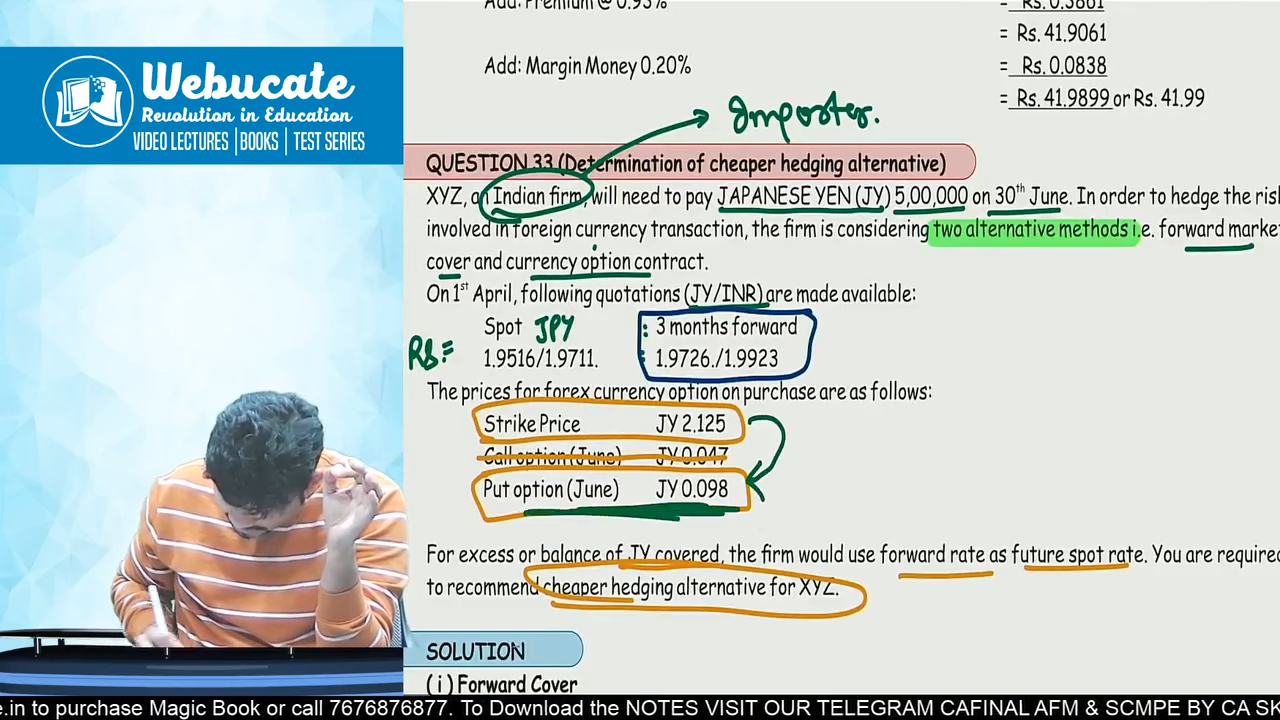 Add: Premium @ 0.93%
= Rs. 0.3861
= Rs. 41.9061
Add: Margin Money 0.20%
= Rs. 0.0838
= Rs. 41.9899 or Rs. 41.99
Webucate
Revolution in Education
VIDEO LECTURES | BOOKS | TEST SERIES
Importer.
QUESTION 33 (Determination of cheaper hedging alternative)
XYZ, an Indian firm, will need to pay JAPANESE YEN (JY) 5,00,000 on 30th June. In order to hedge the risk
involved in foreign currency transaction, the firm is considering two alternative methods i.e. forward market
cover and currency option contract.
On 1st April, following quotations (JY/INR) are made available:
Spot JPY : 3 months forward
Rs =
1.9516/1.9711. : 1.9726./1.9923
The prices for forex currency option on purchase are as follows:
Strike Price JY 2.125
Call option (June) JY 0.047
Put option (June) JY 0.098
For excess or balance of JY covered, the firm would use forward rate as future spot rate. You are required
to recommend cheaper hedging alternative for XYZ.
SOLUTION
(i) Forward Cover
e.in to purchase Magic Book or call 7676876877. To Download the NOTES VISIT OUR TELEGRAM CAFINAL AFM & SCMPE BY CA SK